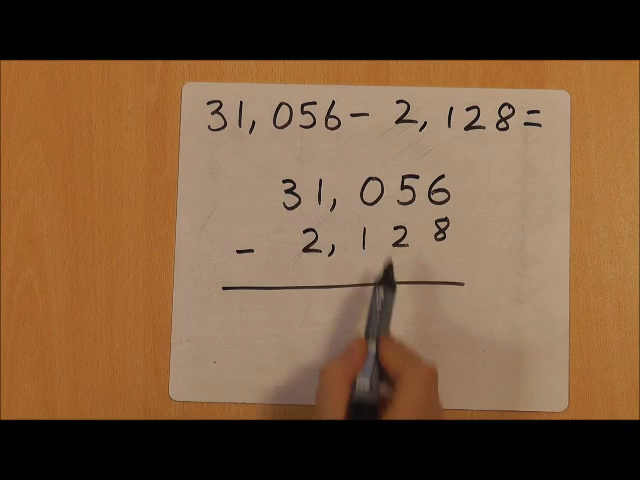 31,056 - 2,128 =
31,056
- 2,128